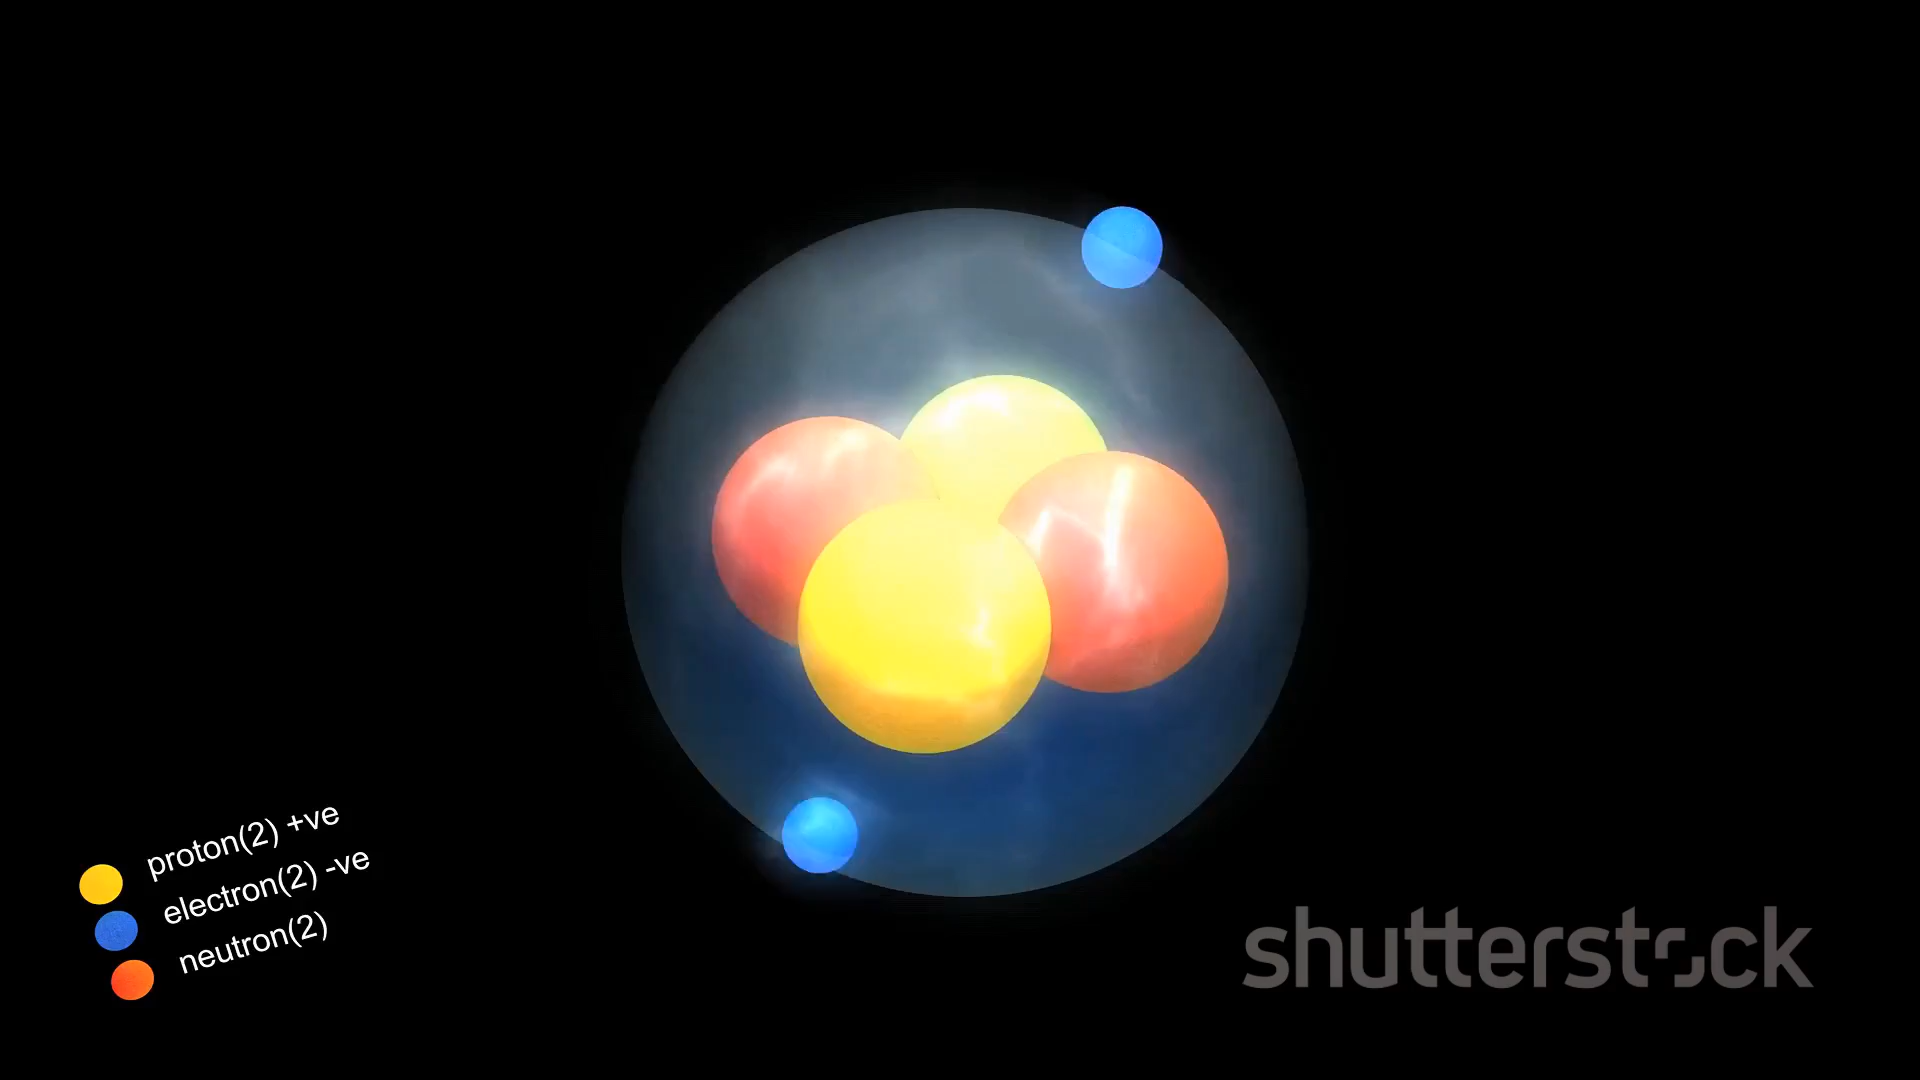 proton(2) +ve
electron(2) -ve
neutron(2)
shutterstock